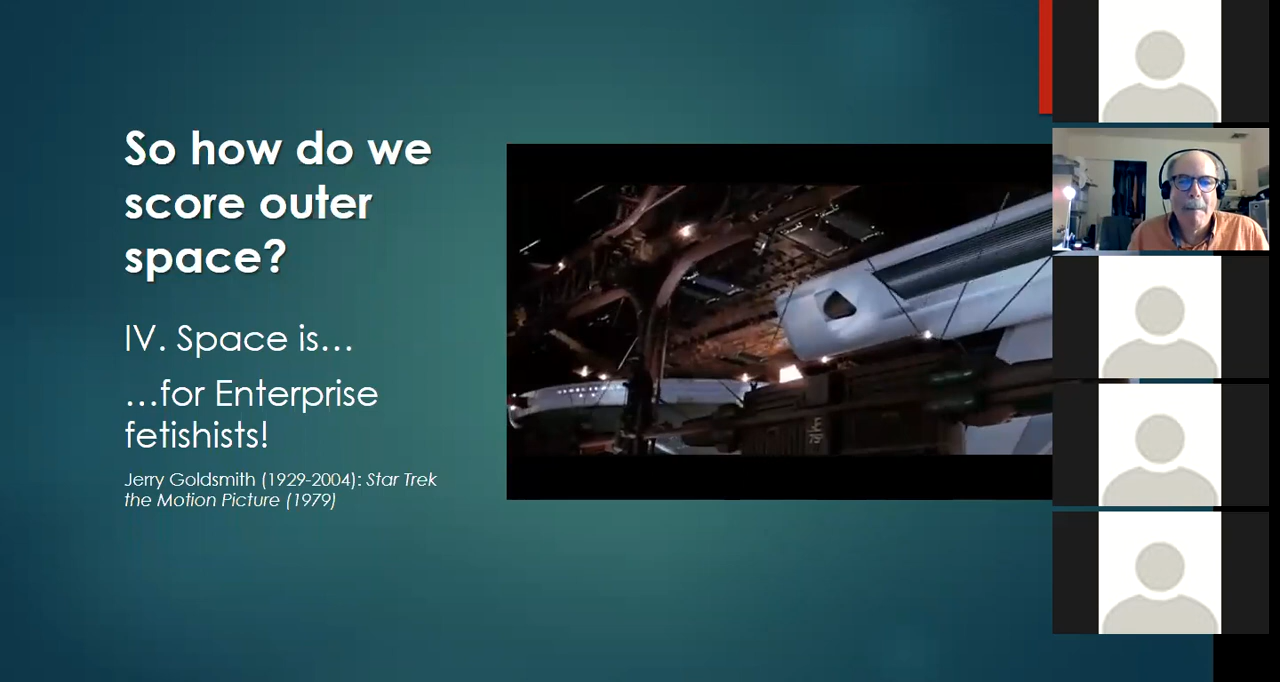 So how do we
score outer
space?
IV. Space is…
…for Enterprise
fetishists!
Jerry Goldsmith (1929-2004): Star Trek
the Motion Picture (1979)